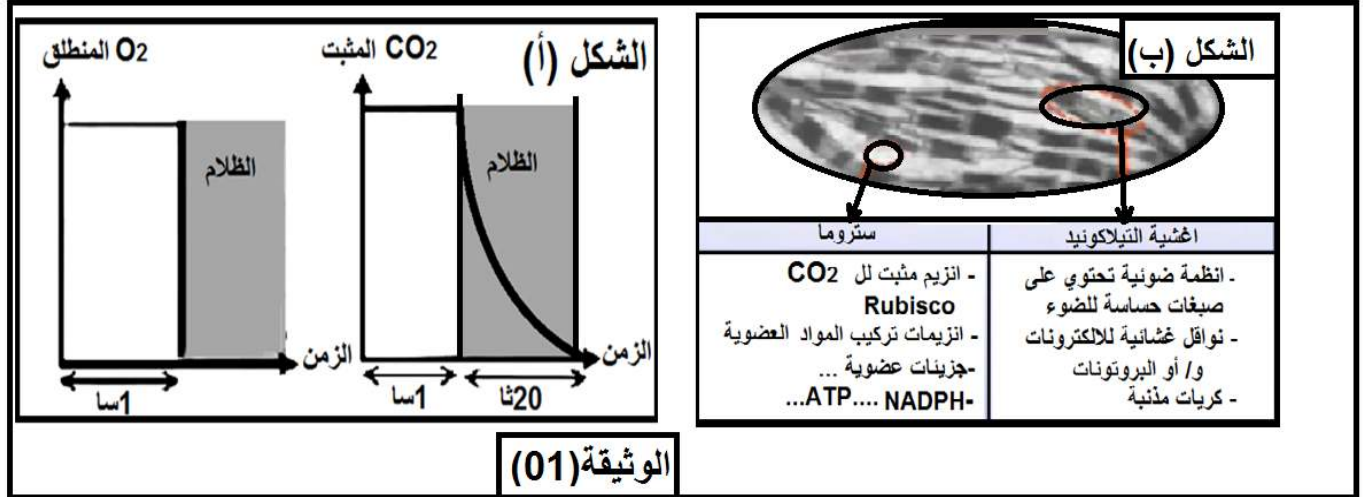 الشكل (ب)
ستروما
اغشية التيلاكونيد
- انزيم مثبت لل CO2
Rubisco
- انزيمات تركيب المواد العضوية
-جزيئات عضوية ...
-NADPH ....ATP...
- انظمة ضوئية تحتوي على
صبغات حساسة للضوء
- نواقل غشائية للالكترونات
و/ أو البروتونات
- كريات مذنبة
الشكل (أ)
CO2 المثبت
الظلام
الزمن
1سا
20ثا
O2 المنطلق
الظلام
الزمن
1سا
الوثيقة(01)